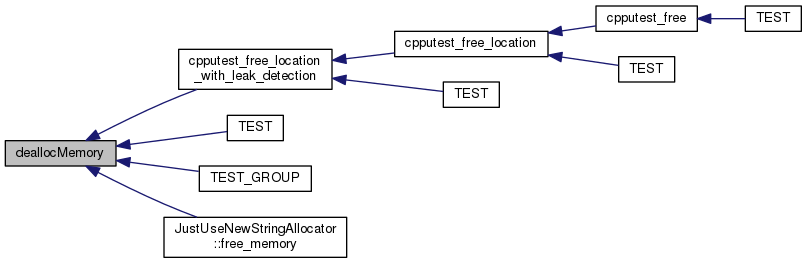 cpputest_free
TEST
cpputest_free_location
TEST
cpputest_free_location
_with_leak_detection
TEST
TEST
deallocMemory
TEST_GROUP
JustUseNewStringAllocator
::free_memory